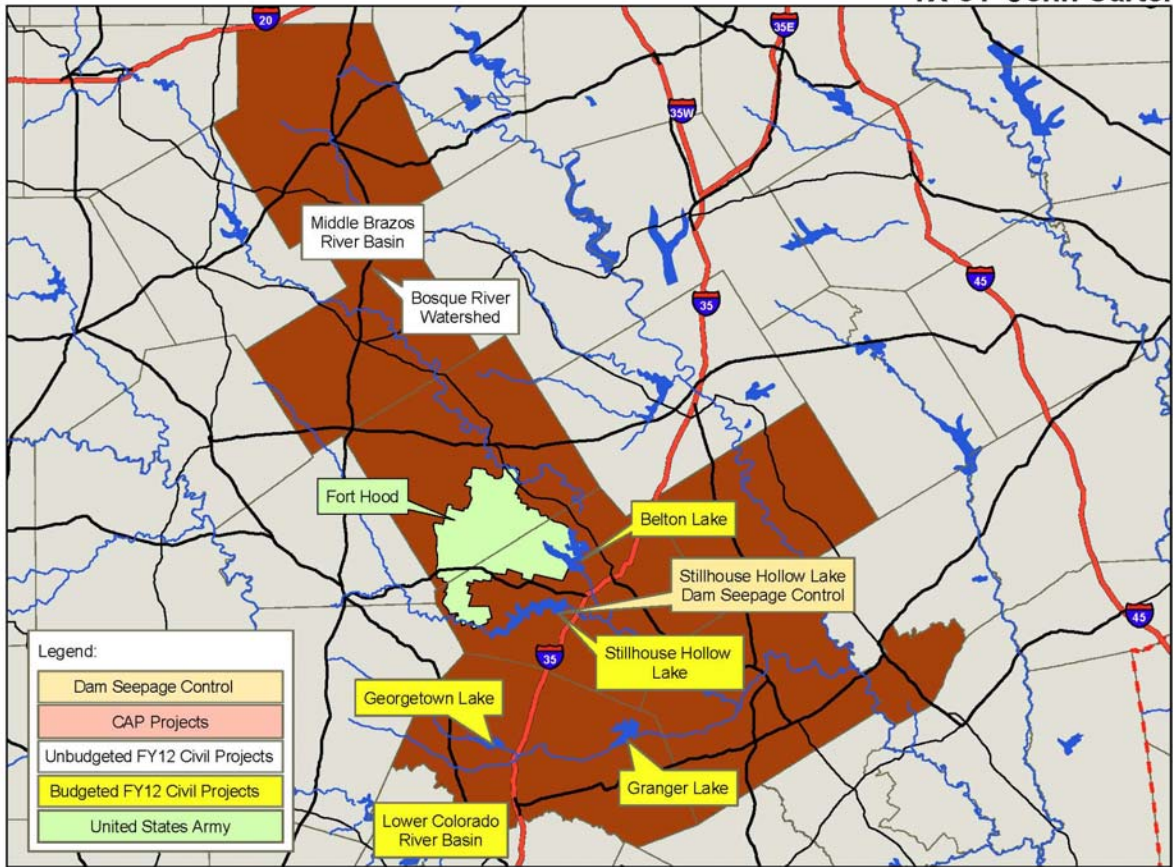 20
35E
35W
Middle Brazos
River Basin
45
Bosque River
Watershed
35
Fort Hood
Belton Lake
Stillhouse Hollow Lake
Dam Seepage Control
45
Legend:
Dam Seepage Control
CAP Projects
Unbudgeted FY12 Civil Projects
Budgeted FY12 Civil Projects
United States Army
35
Stillhouse Hollow
Lake
Georgetown Lake
Granger Lake
Lower Colorado
River Basin